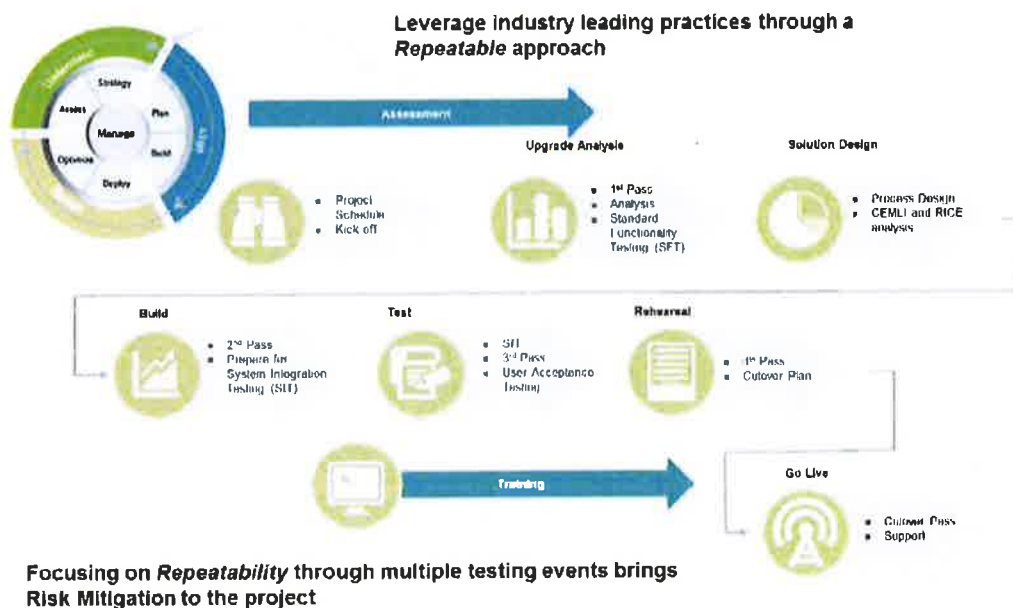 Leverage industry leading practices through a
Repeatable approach
Understand
Strategy
Assess
Plan
Manage
Align
Optimize
Build
Deploy
Assessment
Upgrade Analysis
Solution Design
Project
Schedule
Kick off
1st Pass
Analysis
Standard
Functionality
Testing (SFT)
Process Design
CEMLI and RICE
analysis
Build
Test
Rehearsal
2nd Pass
Prepare for
System Integration
Testing (SIT)
SIT
3rd Pass
User Acceptance
Testing
4th Pass
Cutover Plan
Training
Go Live
Cutover Pass
Support
Focusing on Repeatability through multiple testing events brings
Risk Mitigation to the project